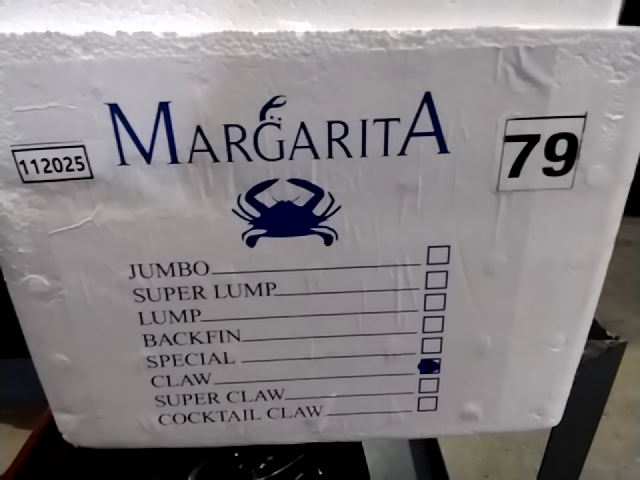 MARGARITA
112025
79
JUMBO
SUPER LUMP
LUMP
BACKFIN
SPECIAL
CLAW
SUPER CLAW
COCKTAIL CLAW